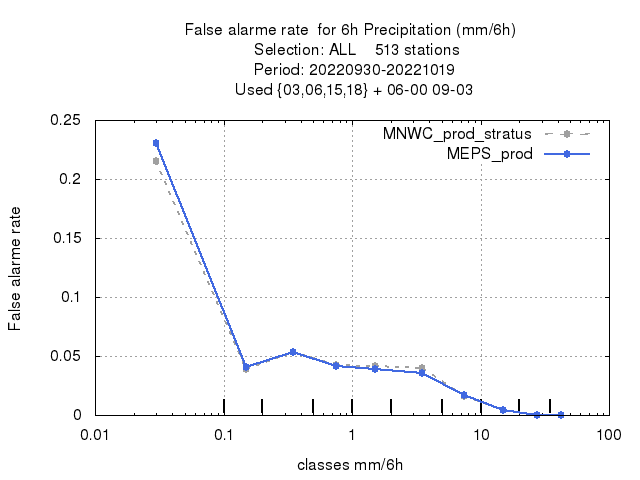 False alarme rate  for 6h Precipitation (mm/6h)
Selection: ALL    513 stations
Period: 20220930-20221019
Used {03,06,15,18} + 06-00 09-03
MNWC_prod_stratus
MEPS_prod
0.25
0.2
0.15
0.1
0.05
0
False alarme rate
0.01 0.1 1 10 100
classes mm/6h